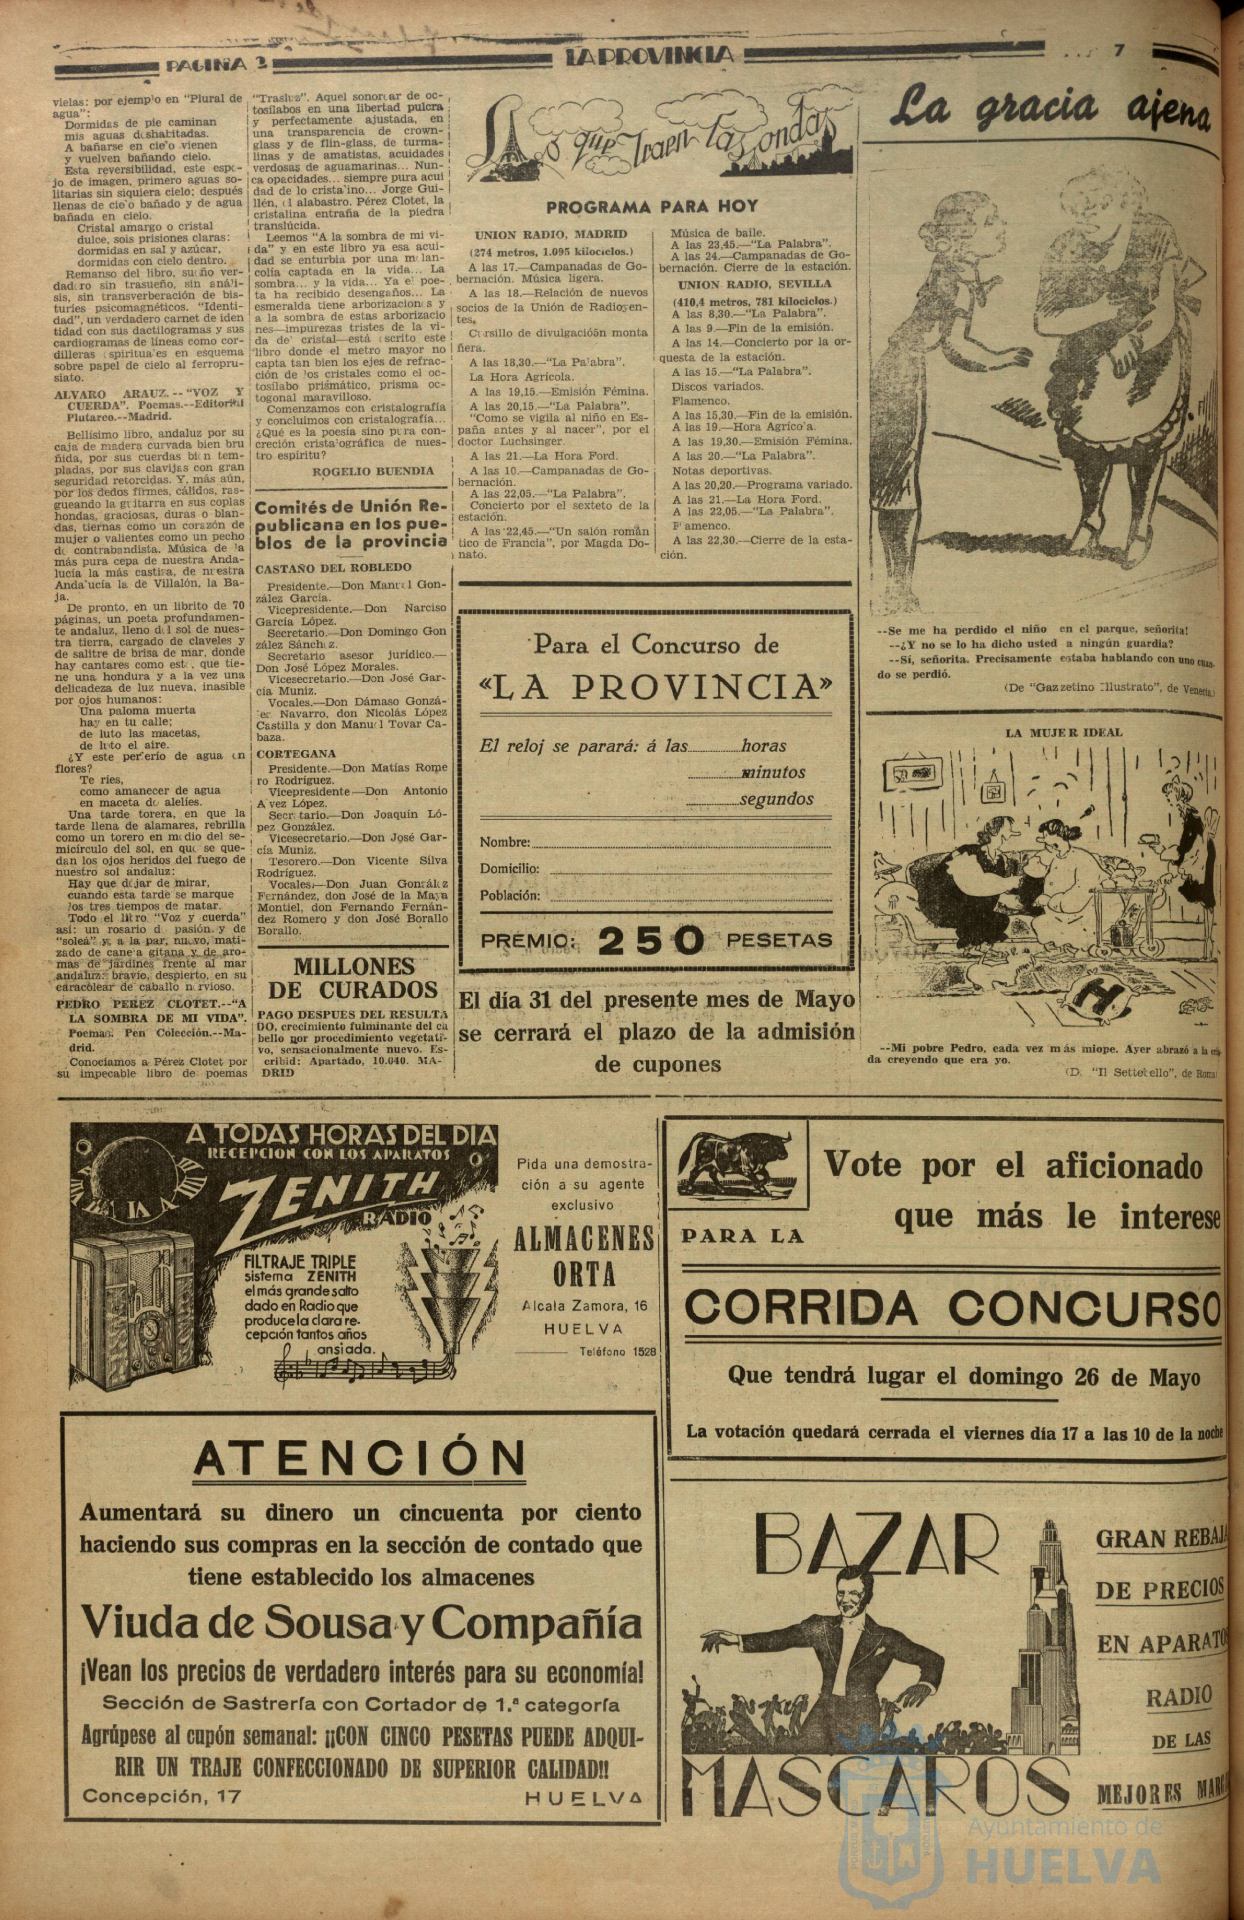 PAGINA 2
LA PROVINCIA
7
vielas: por ejemplo en "Plural de
agua":
Dormidas de pie caminan
mis aguas deshabitadas.
A bañarse en cielo vienen
y vuelven bañando cielo.
Esta reversibilidad, este espe-
jo de imagen, primero aguas so-
litarias sin siquiera cielo; después
llenas de cielo bañado y de agua
bañada en cielo.
Cristal amargo o cristal
dulce, sois prisiones claras:
dormidas en sal y azúcar,
dormidas con cielo dentro.
Remanso del libro, sueño ver-
dadero sin trasueño, sin análi-
sis, sin transverberación de bis-
turíes psicomagnéticos. "Identi-
dad", un verdadero carnet de iden
tidad con sus dactilogramas y sus
cardiogramas de líneas como cor-
dilleras espirituales en esquema
sobre papel de cielo al ferropru-
siato.
ALVARO ARAUZ.--"VOZ Y
CUERDA". Poemas.--Editorial
Plutarco.--Madrid.
Bellísimo libro, andaluz por su
caja de madera curvada bien bru
ñida, por sus cuerdas bien tem-
pladas, por sus clavijas con gran
seguridad retorcidas. Y, más aún,
por los dedos firmes, cálidos, ras-
gueando la guitarra en sus coplas
hondas, graciosas, duras o blan-
das, tiernas como un corazón de
mujer o valientes como un pecho
de contrabandista. Música de la
más pura cepa de nuestra Anda-
lucía la más castiza, de nuestra
Andalucía la de Villalón, la Ba-
ja.
De pronto, en un librito de 70
páginas, un poeta profundamen-
te andaluz, lleno del sol de nues-
tra tierra, cargado de claveles y
de salitre de brisa de mar, donde
hay cantares como este, que tie-
ne una hondura y a la vez una
delicadeza de luz nueva, inasible
por ojos humanos:
Una paloma muerta
hay en tu calle;
de luto las macetas,
de luto el aire.
¿Y este perlerío de agua en
flores?
Te ries,
como amanecer de agua
en maceta de alelíes.
Una tarde torera, en que la
tarde llena de alamares, rebrilla
como un torero en medio del se-
micírculo del sol, en que se que-
dan los ojos heridos del fuego de
nuestro sol andaluz:
Hay que dejar de mirar,
cuando esta tarde se marque
los tres tiempos de matar.
Todo el libro "Voz y cuerda"
así: un rosario de pasión y de
"soleá" y, a la par, nuevo, mati-
zado de canela gitana y de aro-
mas de jardines frente al mar
andaluz: bravío, despierto, en su
caracolear de caballo nervioso.
PEDRO PEREZ CLOTET.--"A
LA SOMBRA DE MI VIDA".
Poemas. Pen Colección.--Ma-
drid.
Conocíamos a Pérez Clotet por
su impecable libro de poemas
"Trasluz". Aquel sonorear de oc-
tosílabos en una libertad pulcra
y perfectamente ajustada, en
una transparencia de crown-
glass y de flin-glass, de turma-
linas y de amatistas, acuidades
verdosas de aguamarinas... Nun-
ca opacidades... siempre pura acui
dad de lo cristalino... Jorge Gui-
llén, el alabastro. Pérez Clotet, la
cristalina entraña de la piedra
translúcida.
Leemos "A la sombra de mi vi-
da" y en este libro ya esa acui-
dad se enturbia por una melan-
colía captada en la vida... La
sombra... y la vida... Ya el poe-
ta ha recibido desengaños... La
esmeralda tiene arborizaciones y
a la sombra de estas arborizacio
nes—impurezas tristes de la vi-
da del cristal—está escrito este
libro donde el metro mayor no
capta tan bien los ejes de refrac-
ción de los cristales como el oc-
tosílabo prismático, prisma oc-
togonal maravilloso.
Comenzamos con cristalografía
y concluimos con cristalografía...
¿Qué es la poesía sino pura con-
creción cristalográfica de nues-
tro espíritu?
ROGELIO BUENDIA
Comités de Unión Re-
publicana en los pue-
blos de la provincia
CASTAÑO DEL ROBLEDO
Presidente.—Don Manuel Gon-
zález García.
Vicepresidente.—Don Narciso
García López.
Secretario.—Don Domingo Gon
zález Sánchez.
Secretario asesor jurídico.—
Don José López Morales.
Vicesecretario.—Don José Gar-
cía Muniz.
Vocales.—Don Dámaso Gonzá-
lez Navarro, don Nicolás López
Castilla y don Manuel Tovar Ca-
baza.
CORTEGANA
Presidente.—Don Matías Rome
ro Rodríguez.
Vicepresidente—Don Antonio
Alvez López.
Secretario.—Don Joaquín Ló-
pez González.
Vicesecretario.—Don José Gar-
cía Muniz.
Tesorero.—Don Vicente Silva
Rodríguez.
Vocales.—Don Juan González
Fernández, don José de la Maya
Montiel, don Fernando Fernán-
dez Romero y don José Borallo
Borallo.
MILLONES
DE CURADOS
PAGO DESPUES DEL RESULTA
DO, crecimiento fulminante del ca
bello por procedimiento vegetati-
vo, sensacionalmente nuevo. Es-
cribid: Apartado, 10.040. MA-
DRID
Lo que traen las ondas
PROGRAMA PARA HOY
UNION RADIO, MADRID
(274 metros, 1.095 kilociclos.)
A las 17.—Campanadas de Go-
bernación. Música ligera.
A las 18.—Relación de nuevos
socios de la Unión de Radioyen-
tes.
Cursillo de divulgación monta
ñera.
A las 18,30.—"La Palabra".
La Hora Agrícola.
A las 19,15.—Emisión Fémina.
A las 20,15.—"La Palabra".
"Como se vigila al niño en Es-
paña antes y al nacer", por el
doctor Luchsinger.
A las 21.—La Hora Ford.
A las 10.—Campanadas de Go-
bernación.
A las 22,05.—"La Palabra".
Concierto por el sexteto de la
estación.
A las 22,45.—"Un salón román
tico de Francia", por Magda Do-
nato.
Música de baile.
A las 23,45.—"La Palabra".
A las 24.—Campanadas de Go-
bernación. Cierre de la estación.
UNION RADIO, SEVILLA
(410,4 metros, 781 kilociclos.)
A las 8,30.—"La Palabra".
A las 9.—Fin de la emisión.
A las 14.—Concierto por la or-
questa de la estación.
A las 15.—"La Palabra.
Discos variados.
Flamenco.
A las 15,30.—Fin de la emisión.
A las 19.—Hora Agrícola.
A las 19,30.—Emisión Fémina.
A las 20.—"La Palabra".
Notas deportivas.
A las 20,20.—Programa variado.
A las 21.—La Hora Ford.
A las 22,05.—"La Palabra".
Flamenco.
A las 22,30.—Cierre de la esta-
ción.
Para el Concurso de
«LA PROVINCIA»
El reloj se parará: á las horas
minutos
segundos
Nombre:
Domicilio:
Población:
PREMIO: 250 PESETAS
El día 31 del presente mes de Mayo
se cerrará el plazo de la admisión
de cupones
La gracia ajena
--Se me ha perdido el niño en el parque, señorita!
--¿Y no se lo ha dicho usted a ningún guardia?
--Sí, señorita. Precisamente estaba hablando con uno cuan-
do se perdió.
(De "Gazzetino Illustrato", de Venecia.)
LA MUJER IDEAL
H
--Mi pobre Pedro, cada vez más miope. Ayer abrazó a la cria-
da creyendo que era yo.
(D. "Il Settebello", de Roma)
A TODAS HORAS DEL DIA
RECEPCION CON LOS APARATOS
ZENITH
RADIO
FILTRAJE TRIPLE
sistema ZENITH
el más grande salto
dado en Radio que
produce la clara re-
cepción tantos años
ansiada.
Pida una demostra-
ción a su agente
exclusivo
ALMACENES
ORTA
Alcala Zamora, 16
HUELVA
Teléfono 1528
PARA LA
Vote por el aficionado
que más le interese
CORRIDA CONCURSO
Que tendrá lugar el domingo 26 de Mayo
La votación quedará cerrada el viernes día 17 a las 10 de la noche
ATENCIÓN
Aumentará su dinero un cincuenta por ciento
haciendo sus compras en la sección de contado que
tiene establecido los almacenes
Viuda de Sousa y Compañía
¡Vean los precios de verdadero interés para su economía!
Sección de Sastrería con Cortador de 1.ª categoría
Agrúpese al cupón semanal: ¡¡CON CINCO PESETAS PUEDE ADQUI-
RIR UN TRAJE CONFECCIONADO DE SUPERIOR CALIDAD!!
Concepción, 17 HUELVA
BAZAR
MASCAROS
GRAN REBAJA
DE PRECIOS
EN APARATOS
RADIO
DE LAS
MEJORES MARCAS
Ayuntamiento de
HUELVA